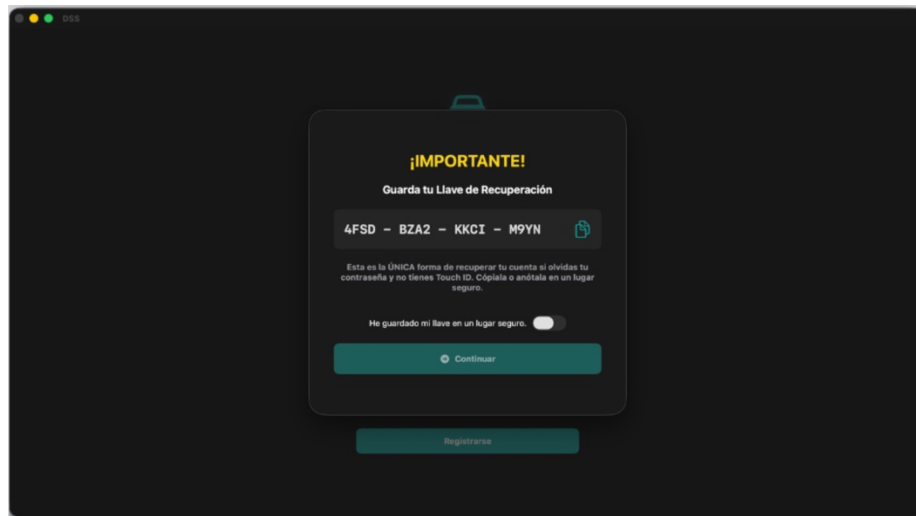 DSS
¡IMPORTANTE!
Guarda tu Llave de Recuperación
4FSD – BZA2 – KKCI – M9YN
Esta es la ÚNICA forma de recuperar tu cuenta si olvidas tu
contraseña y no tienes Touch ID. Cópiala o anótala en un lugar
seguro.
He guardado mi llave en un lugar seguro.
Continuar
Registrarse